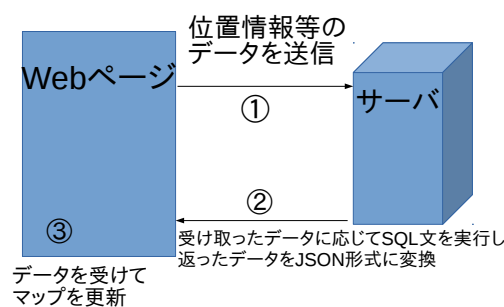 位置情報等の
データを送信
Webページ
サーバ
①
②
③
受け取ったデータに応じてSQL文を実行し
返ったデータをJSON形式に変換
データを受けて
マップを更新